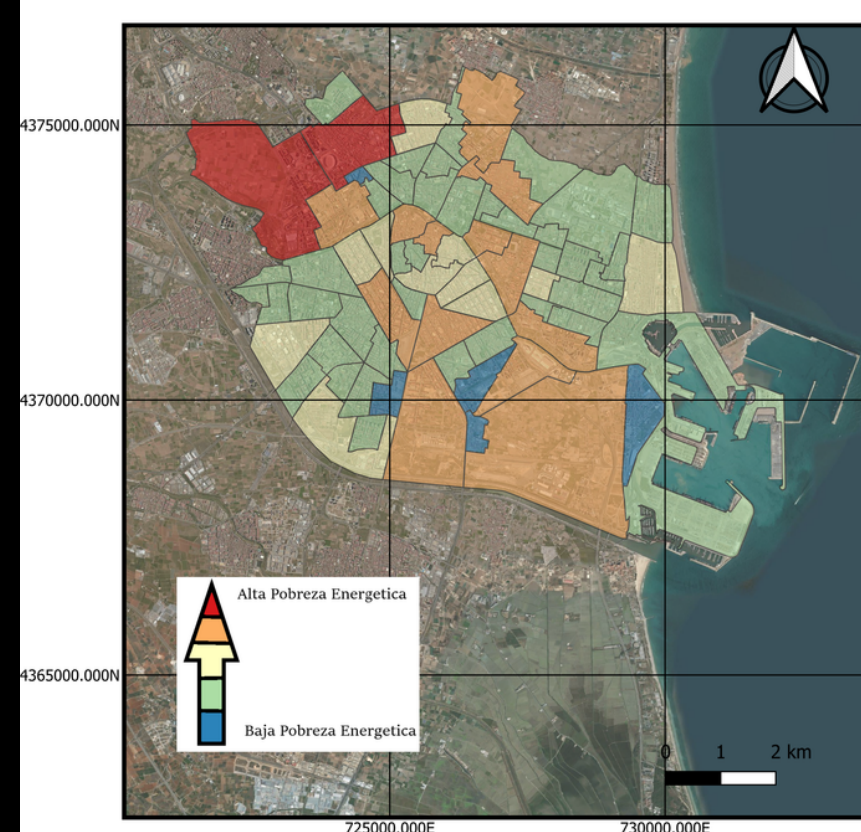 4375000.000N
4370000.000N
Alta Pobreza Energetica
4365000.000N
Baja Pobreza Energetica
0 1 2 km
725000.000E 730000.000E